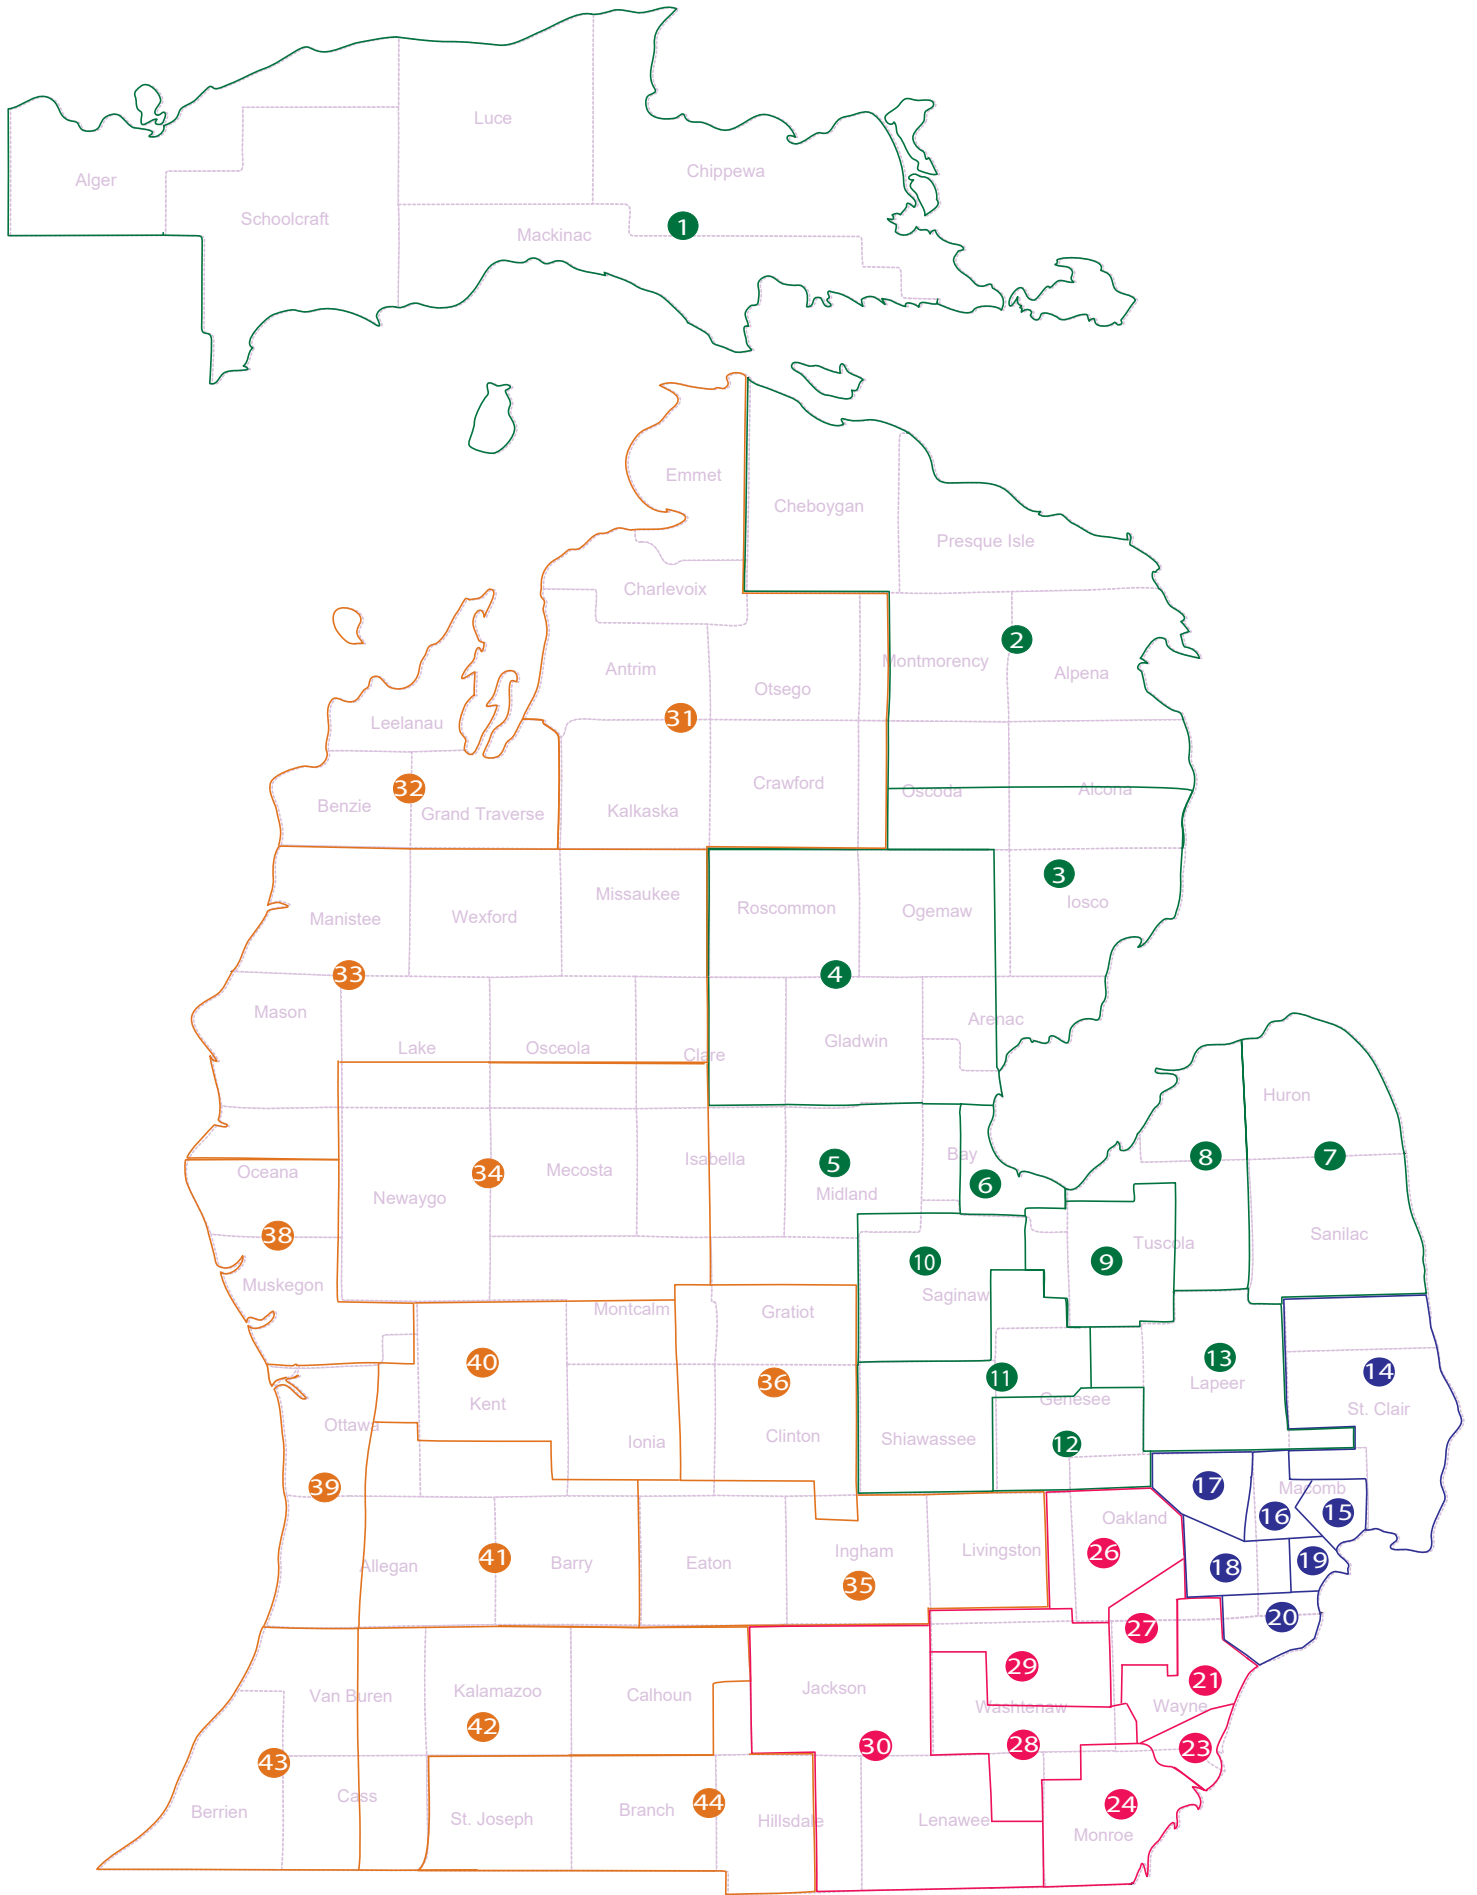 Luce
Chippewa
Alger
Schoolcraft
1
Mackinac
Emmet
Cheboygan
Presque Isle
Charlevoix
2
Montmorency
Antrim
Alpena
Otsego
31
Leelanau
Crawford
32
Oscoda
Alcona
Benzie
Grand Traverse
Kalkaska
3
Missaukee
Iosco
Roscommon
Ogemaw
Manistee
Wexford
33
4
Mason
Arenac
Gladwin
Lake
Osceola
Clare
Huron
Oceana
Bay
8
7
Isabella
5
34
Mecosta
6
Newaygo
Midland
38
Sanilac
Tuscola
10
9
Muskegon
Saginaw
Montcalm
Gratiot
40
13
14
11
36
Lapeer
Kent
Genesee
St. Clair
Ottawa
Clinton
Shiawassee
Ionia
12
39
17
Macomb
16
15
Oakland
Ingham
Livingston
26
41
Allegan
Barry
Eaton
18
19
35
20
27
29
21
Van Buren
Kalamazoo
Calhoun
Jackson
Washtenaw
Wayne
42
28
30
23
43
Cass
Berrien
44
24
Branch
St. Joseph
Hillsdale
Lenawee
Monroe